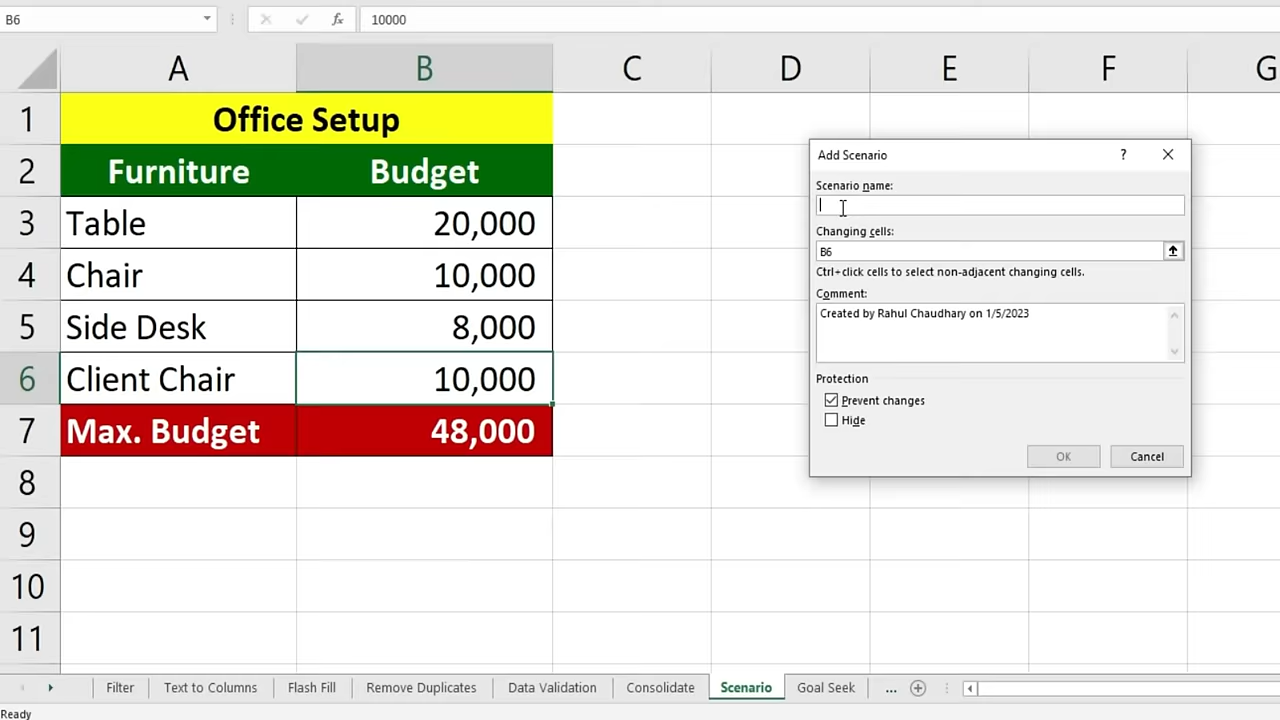 B6
fx
10000
A B C D E F G
1 Office Setup
2 Furniture Budget
3 Table 20,000
4 Chair 10,000
5 Side Desk 8,000
6 Client Chair 10,000
7 Max. Budget 48,000
8
9
10
11
Add Scenario ?
Scenario name:
Changing cells:
B6
Ctrl+click cells to select non-adjacent changing cells.
Comment:
Created by Rahul Chaudhary on 1/5/2023
Protection
Prevent changes
Hide
OK Cancel
Filter Text to Columns Flash Fill Remove Duplicates Data Validation Consolidate Scenario Goal Seek ...
Ready